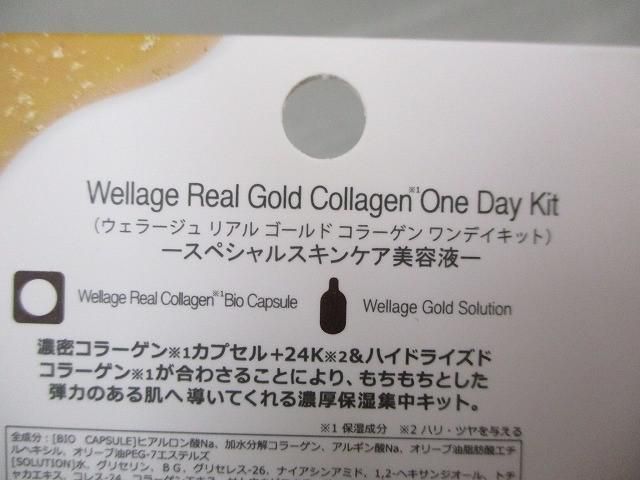 Wellage Real Gold Collagen※1 One Day Kit
（ウェラージュ リアル ゴールド コラーゲン ワンデイキット）
―スペシャルスキンケア美容液―
Wellage Real Collagen※1 Bio Capsule
Wellage Gold Solution
濃密コラーゲン※1カプセル＋24K※2&ハイドライズド
コラーゲン※1が合わさることにより、もちもちとした
弾力のある肌へ導いてくれる濃厚保湿集中キット。
※1 保湿成分 ※2 ハリ・ツヤを与える
全成分：[BIO CAPSULE]ヒアルロン酸Na、加水分解コラーゲン、アルギン酸Na、オリーブ油脂肪酸エチ
ルヘキシル、オリーブ油PEG-7エステルズ
[SOLUTION]水、グリセリン、BG、グリセレス-26、ナイアシンアミド、1,2-ヘキサンジオール、トチ